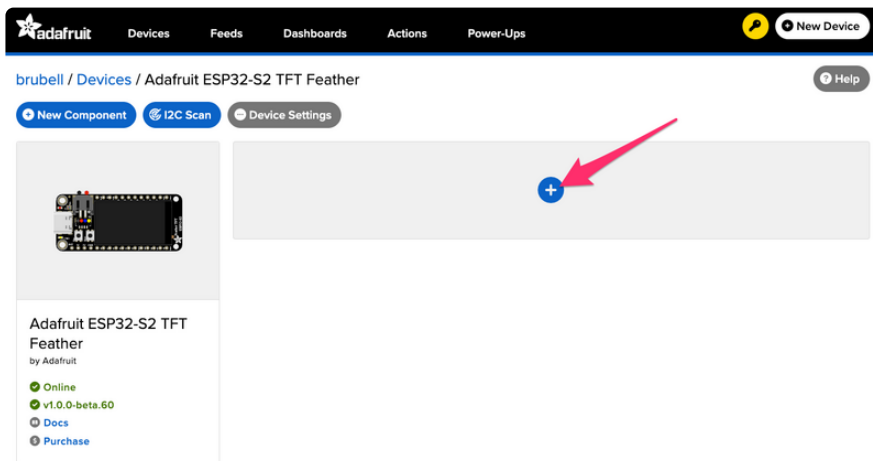 adafruit Devices Feeds Dashboards Actions Power-Ups New Device
brubell / Devices / Adafruit ESP32-S2 TFT Feather Help
New Component I2C Scan Device Settings
Adafruit ESP32-S2 TFT
Feather
by Adafruit
Online
v1.0.0-beta.60
Docs
Purchase